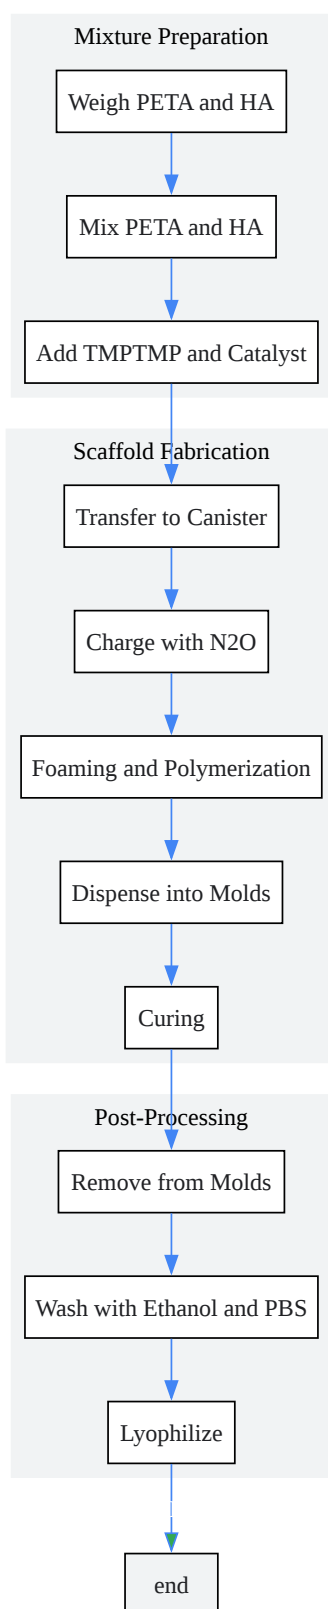 Mixture Preparation
Weigh PETA and HA
Mix PETA and HA
Add TMPTMP and Catalyst
Scaffold Fabrication
Transfer to Canister
Charge with N2O
Foaming and Polymerization
Dispense into Molds
Curing
Post-Processing
Remove from Molds
Wash with Ethanol and PBS
Lyophilize
end